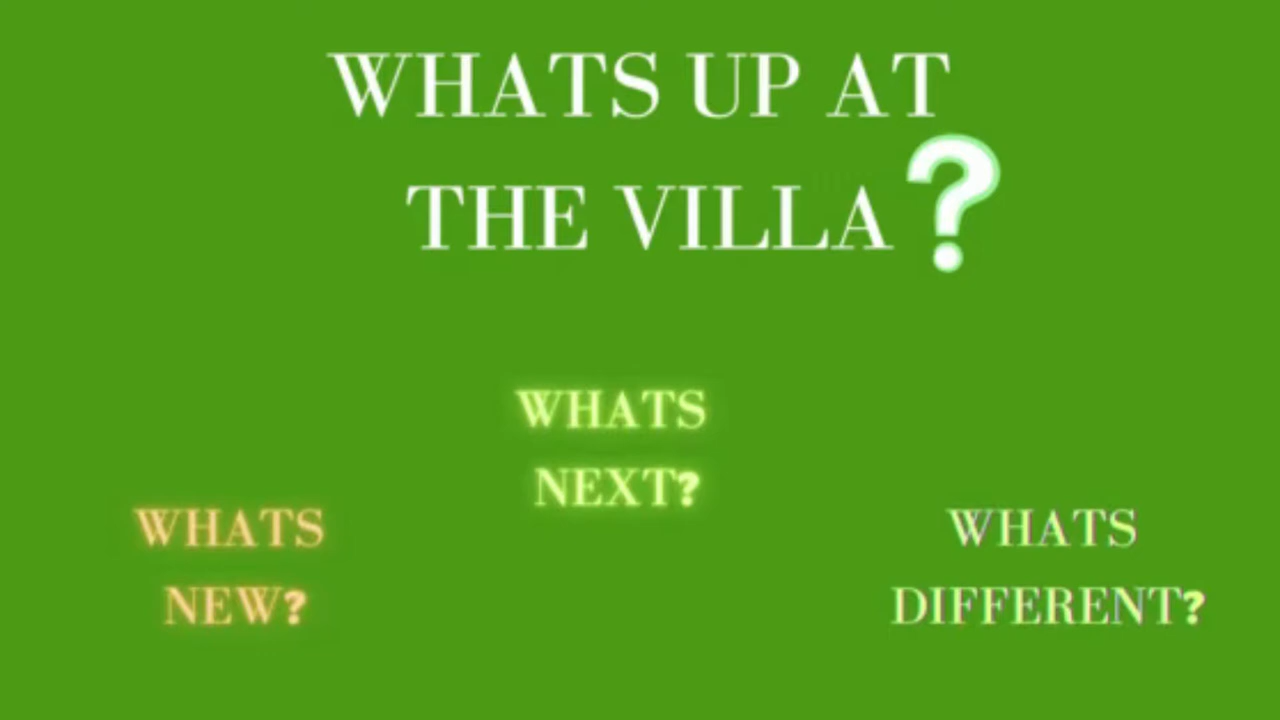 WHATS UP AT
THE VILLA?
WHATS
NEXT?
WHATS
NEW?
WHATS
DIFFERENT?